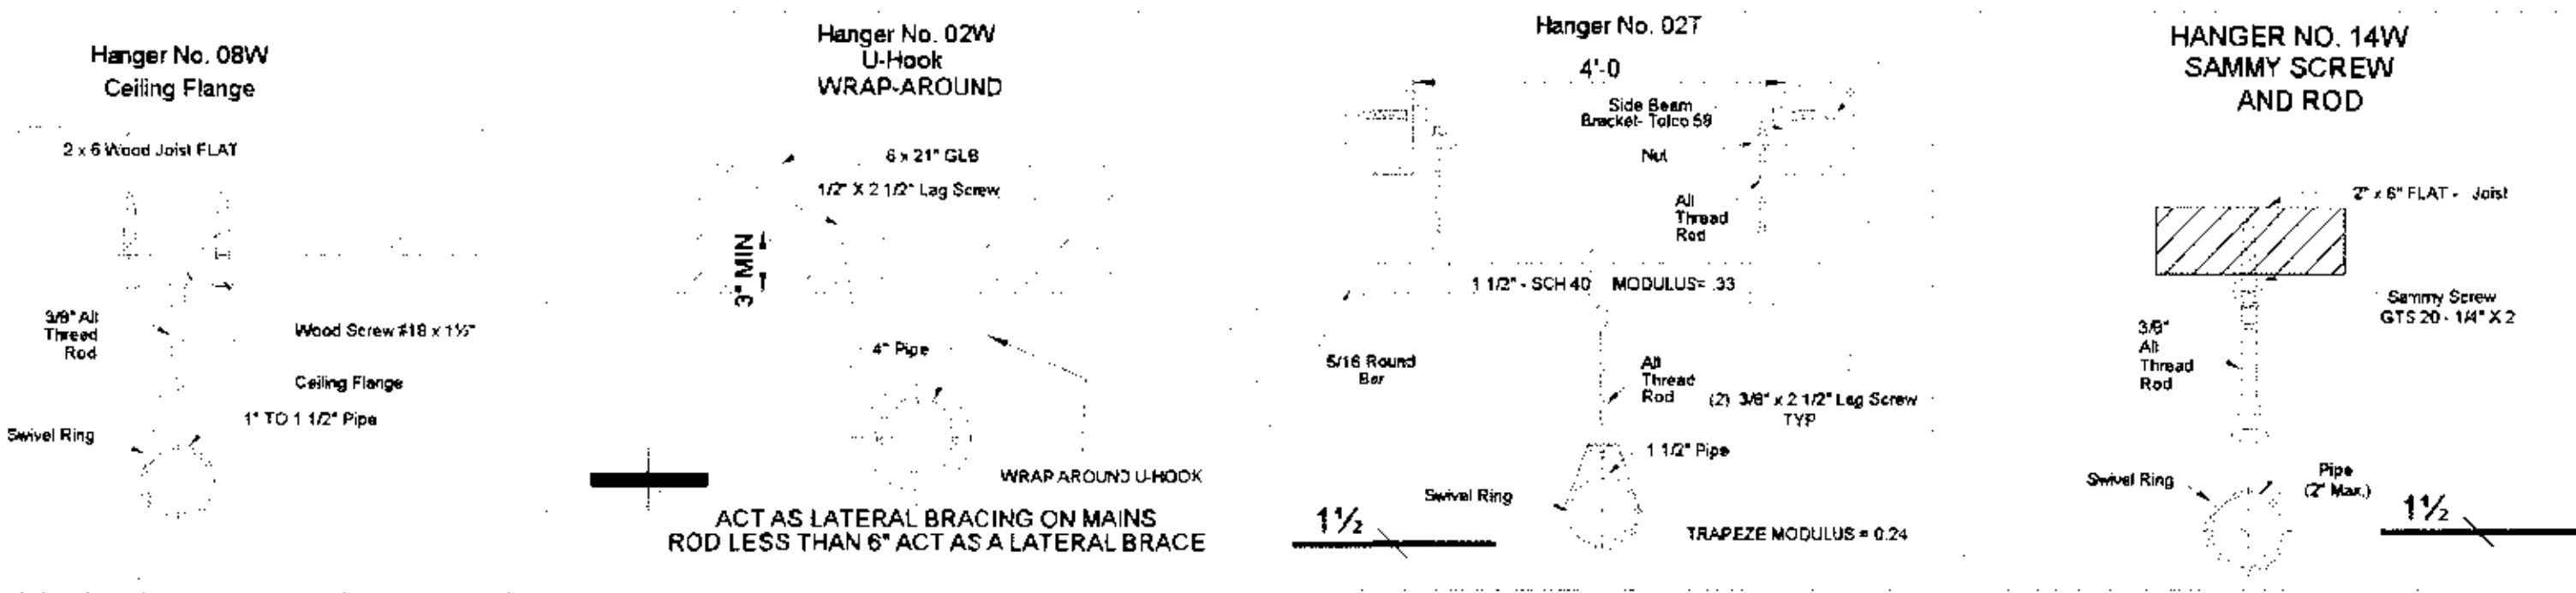 Hanger No. 08W
Ceiling Flange
2 x 6 Wood Joist FLAT
3/8" All
Thread
Rod
Wood Screw #18 x 1½"
Ceiling Flange
1" TO 1 1/2" Pipe
Swivel Ring
Hanger No. 02W
U-Hook
WRAP-AROUND
6 x 21" GLB
1/2" X 2 1/2" Lag Screw
3" MIN
4" Pipe
WRAP AROUND U-HOOK
ACT AS LATERAL BRACING ON MAINS
ROD LESS THAN 6" ACT AS A LATERAL BRACE
Hanger No. 02T
4'-0
Side Beam
Bracket- Tolco 58
Nut
All
Thread
Rod
1 1/2" - SCH 40 MODULUS= .33
5/16 Round
Bar
All
Thread
Rod
(2) 3/8" x 2 1/2" Lag Screw
TYP
1 1/2" Pipe
Swivel Ring
1½
TRAPEZE MODULUS = 0.24
HANGER NO. 14W
SAMMY SCREW
AND ROD
2" x 6" FLAT - Joist
Sammy Screw
GTS 20 - 1/4" X 2
3/8"
All
Thread
Rod
Swivel Ring
Pipe
(2" Max.)
1½